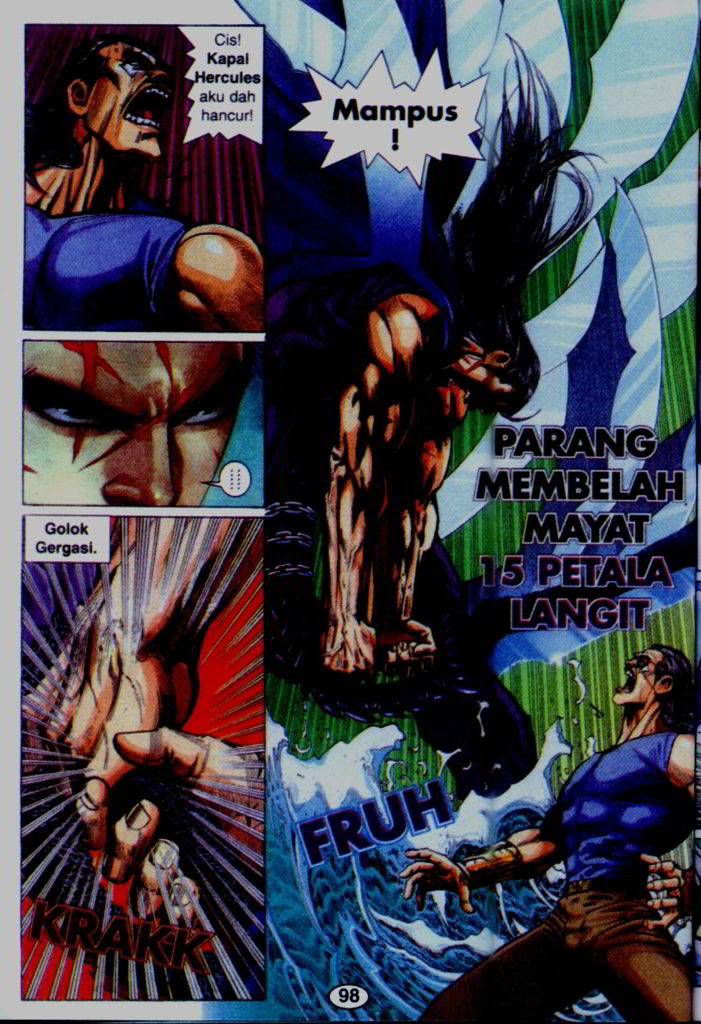 Cis!
Kapal
Hercules
aku dah
hancur!
Mampus
!
Golok
Gergasi.
KRAKK
PARANG
MEMBELAH
MAYAT
15 PETALA
LANGIT
FRUH
98